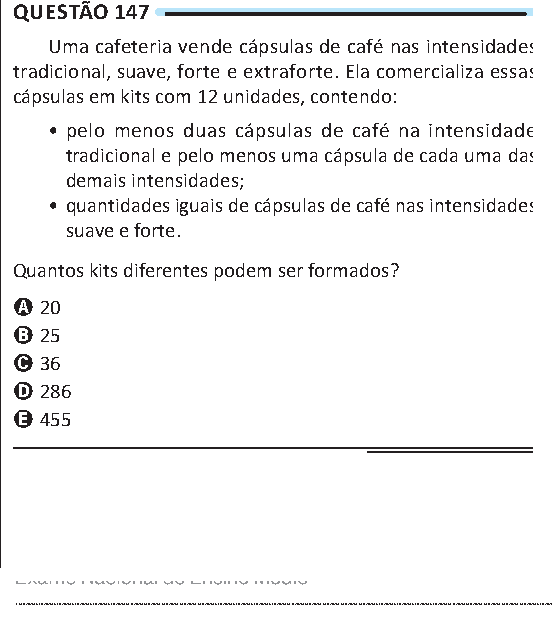 QUESTÃO 147
Uma cafeteria vende cápsulas de café nas intensidades
tradicional, suave, forte e extraforte. Ela comercializa essas
cápsulas em kits com 12 unidades, contendo:
• pelo menos duas cápsulas de café na intensidade
tradicional e pelo menos uma cápsula de cada uma das
demais intensidades;
• quantidades iguais de cápsulas de café nas intensidades
suave e forte.
Quantos kits diferentes podem ser formados?
A 20
B 25
C 36
D 286
E 455